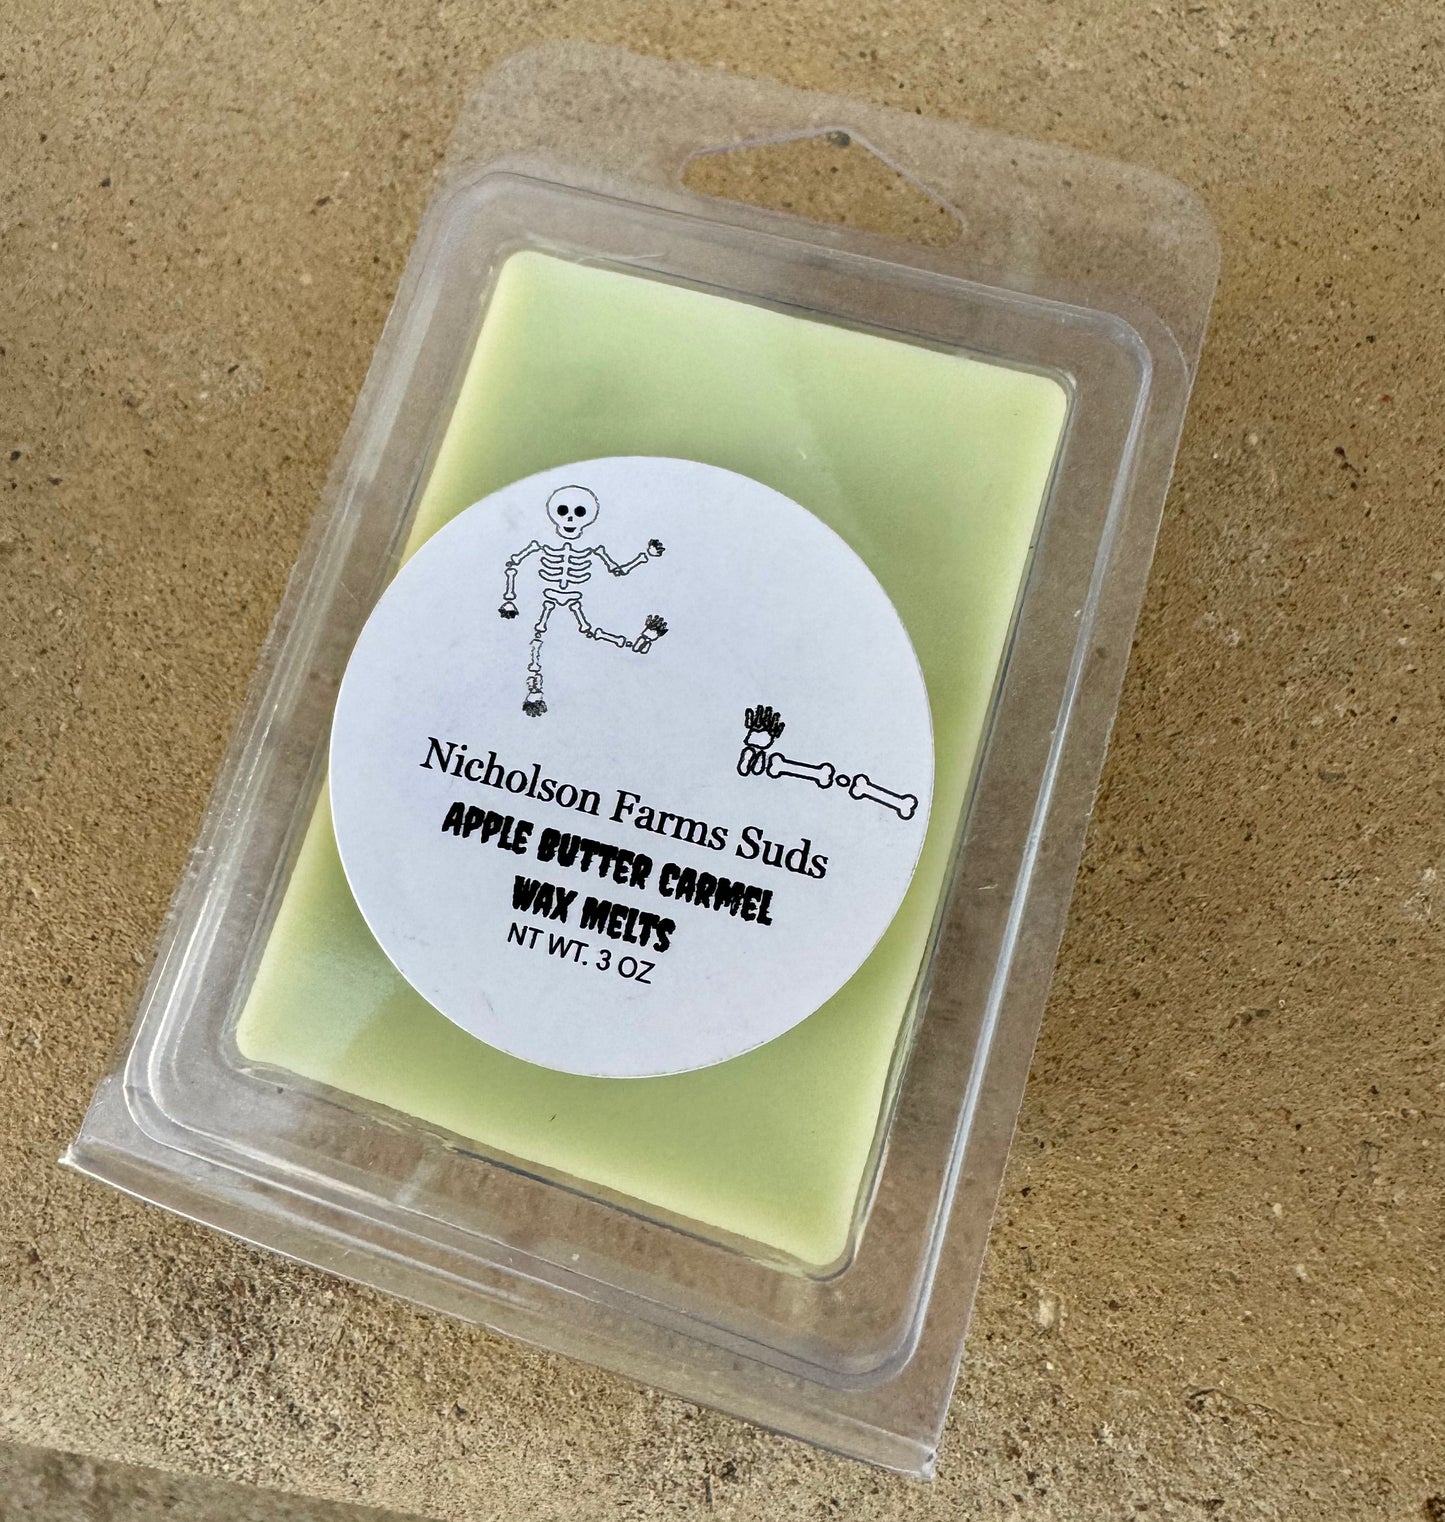 Nicholson Farms Suds
APPLE BUTTER CARMEL
WAX MELTS
NT WT. 3 OZ